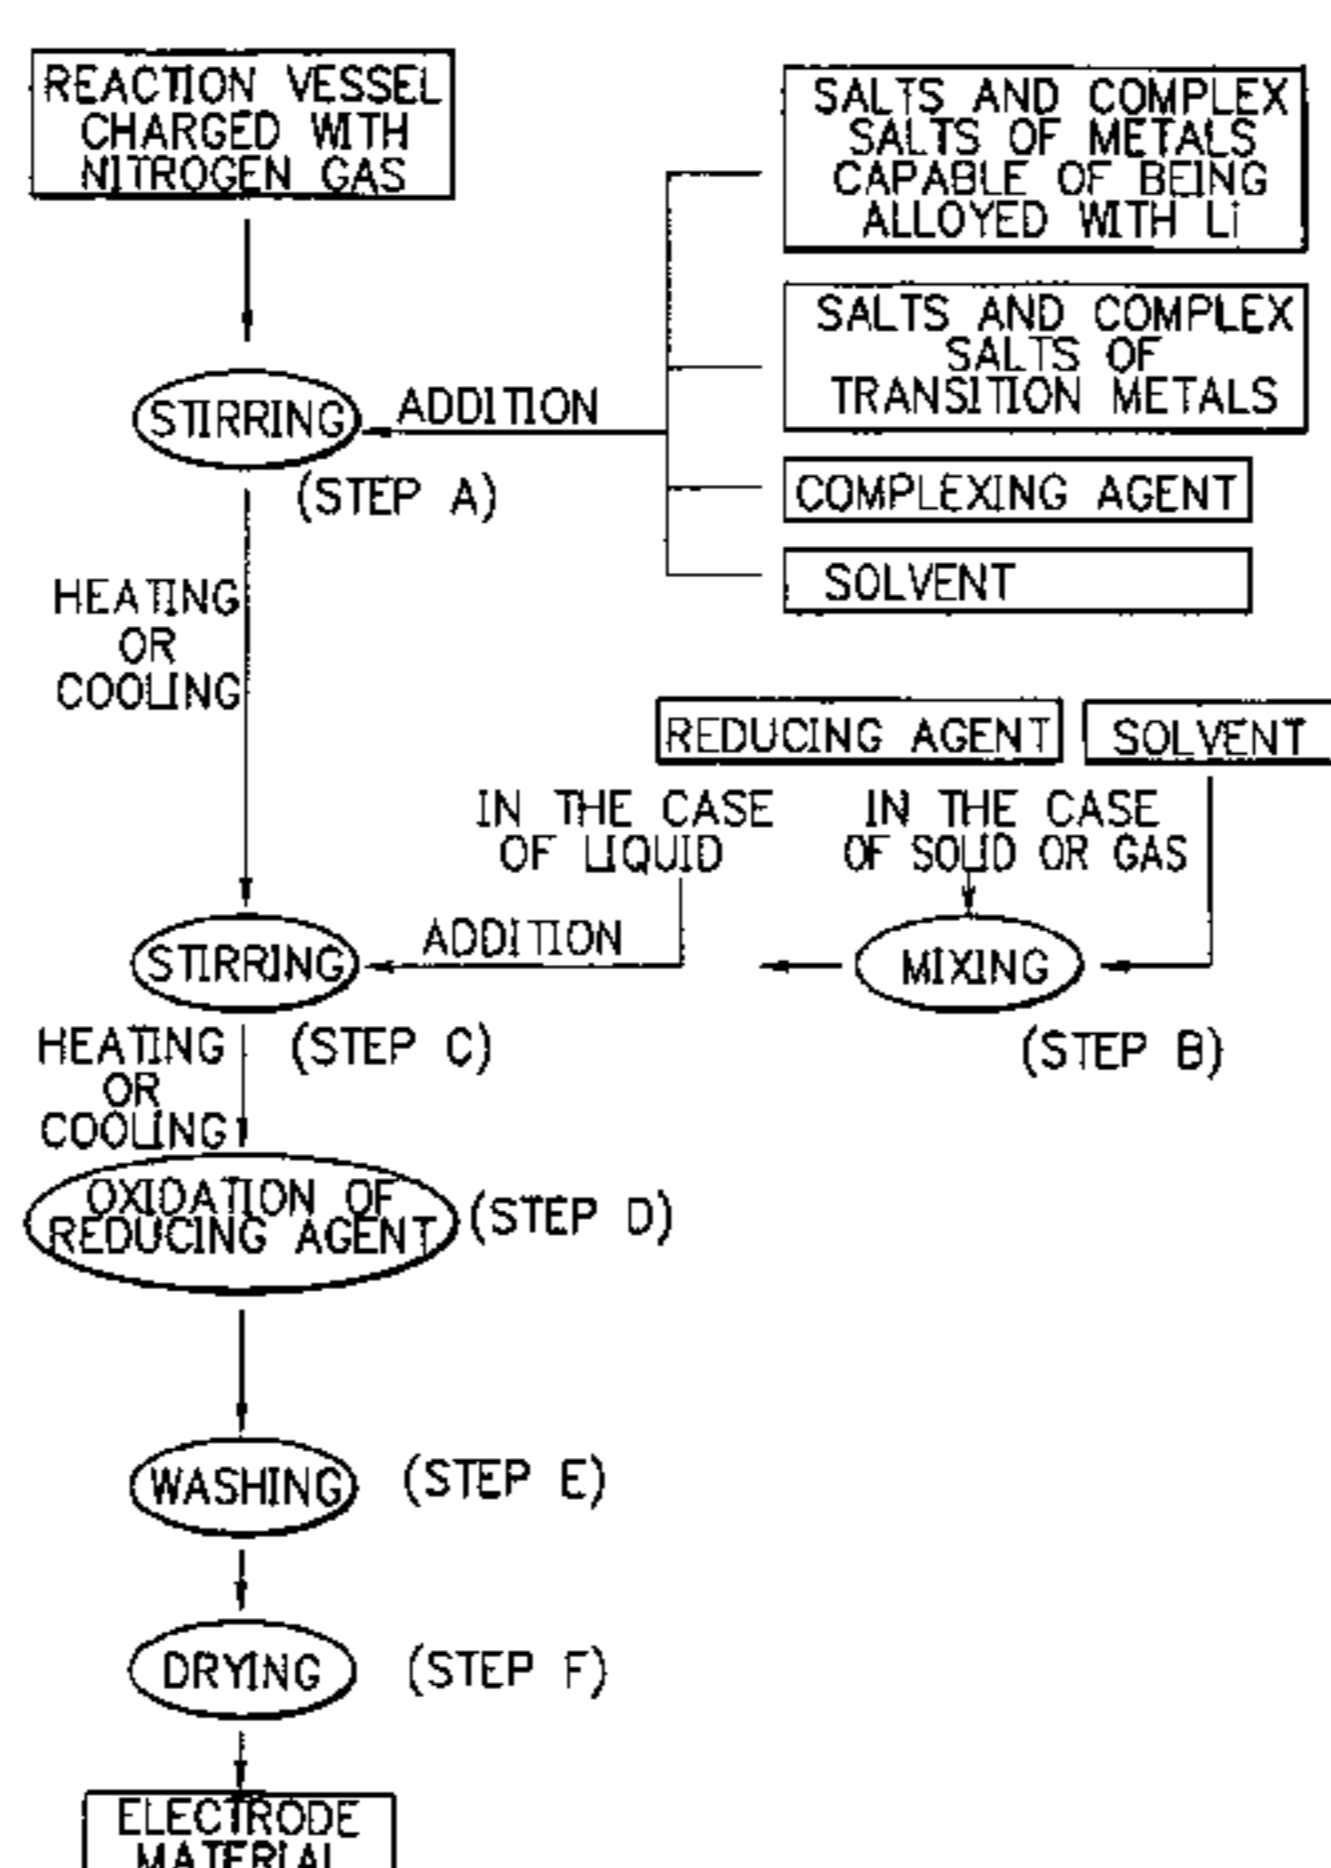 REACTION VESSEL
CHARGED WITH
NITROGEN GAS
SALTS AND COMPLEX
SALTS OF METALS
CAPABLE OF BEING
ALLOYED WITH Li
SALTS AND COMPLEX
SALTS OF
TRANSITION METALS
STIRRING
ADDITION
(STEP A)
COMPLEXING AGENT
SOLVENT
HEATING
OR
COOLING
REDUCING AGENT
SOLVENT
IN THE CASE
OF LIQUID
IN THE CASE
OF SOLID OR GAS
STIRRING
ADDITION
MIXING
(STEP C)
(STEP B)
HEATING
OR
COOLING
OXIDATION OF
REDUCING AGENT
(STEP D)
WASHING
(STEP E)
DRYING
(STEP F)
ELECTRODE
MATERIAL